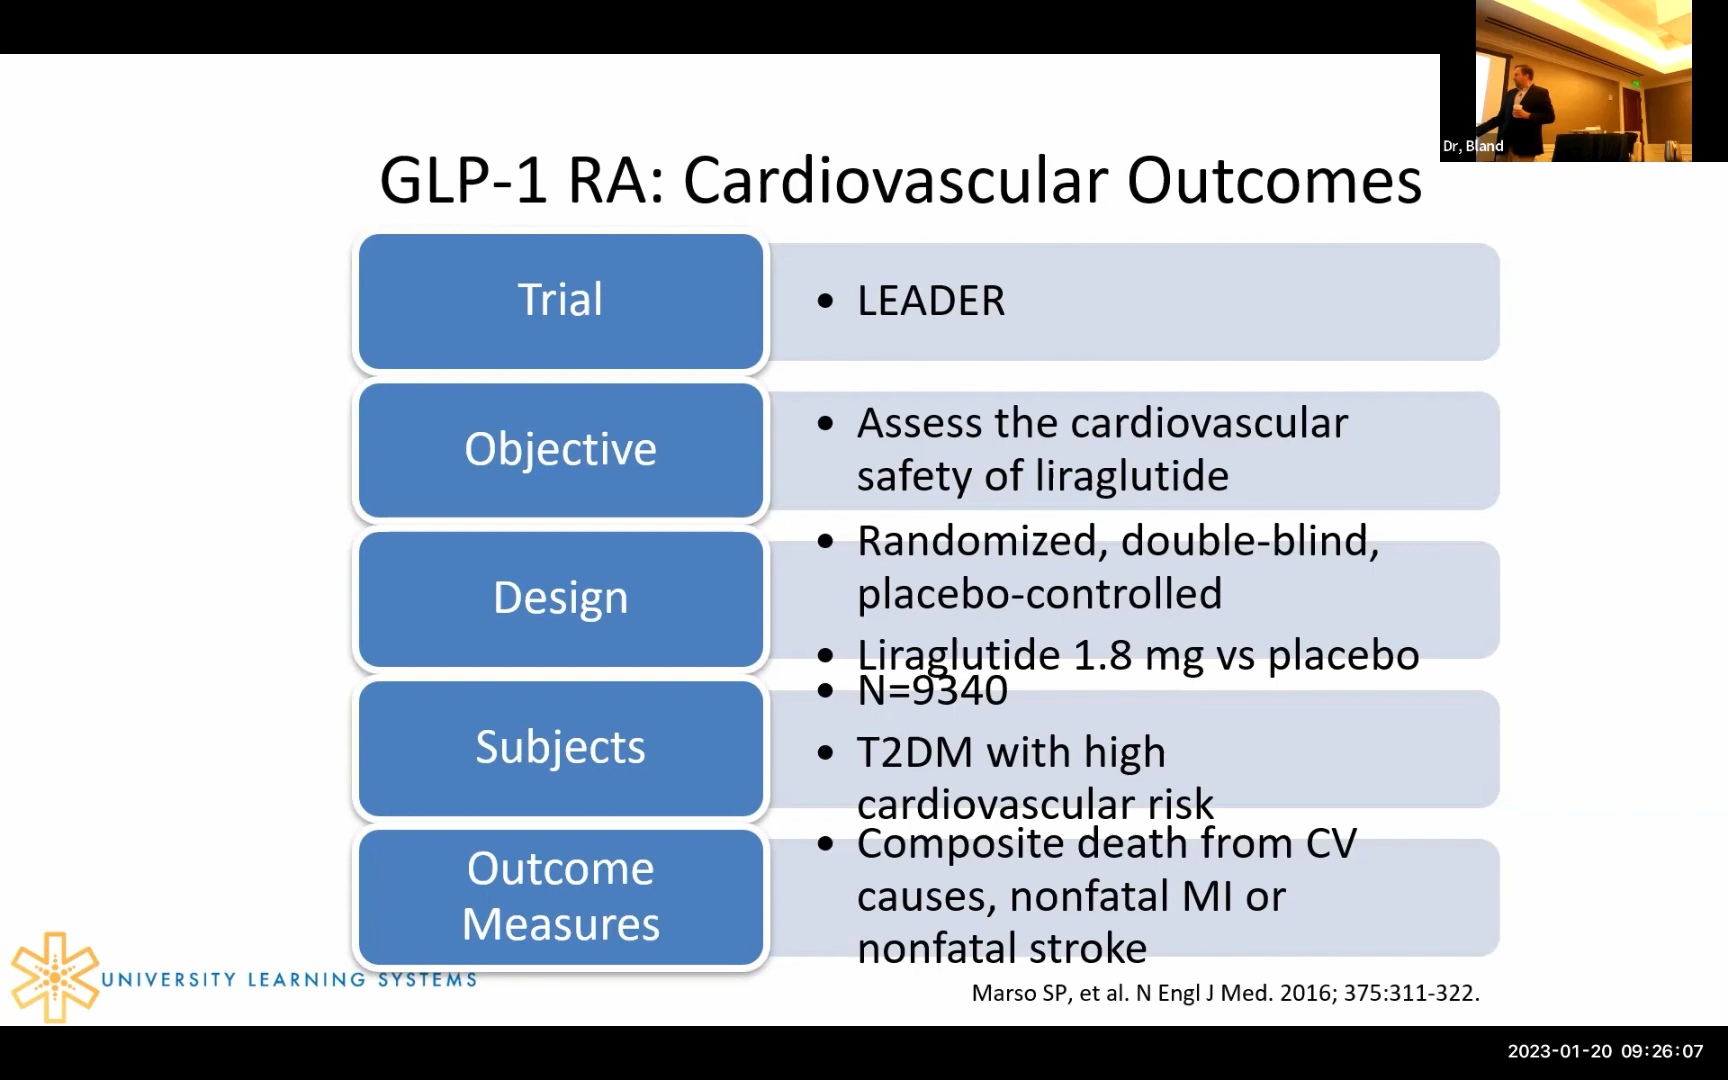 Dr, Bland
GLP-1 RA: Cardiovascular Outcomes
Trial
• LEADER
Objective
• Assess the cardiovascular
safety of liraglutide
Design
• Randomized, double-blind,
placebo-controlled
• Liraglutide 1.8 mg vs placebo
Subjects
• N=9340
• T2DM with high
cardiovascular risk
Outcome
Measures
• Composite death from CV
causes, nonfatal MI or
nonfatal stroke
UNIVERSITY LEARNING SYSTEMS
Marso SP, et al. N Engl J Med. 2016; 375:311-322.
2023-01-20 09:26:07